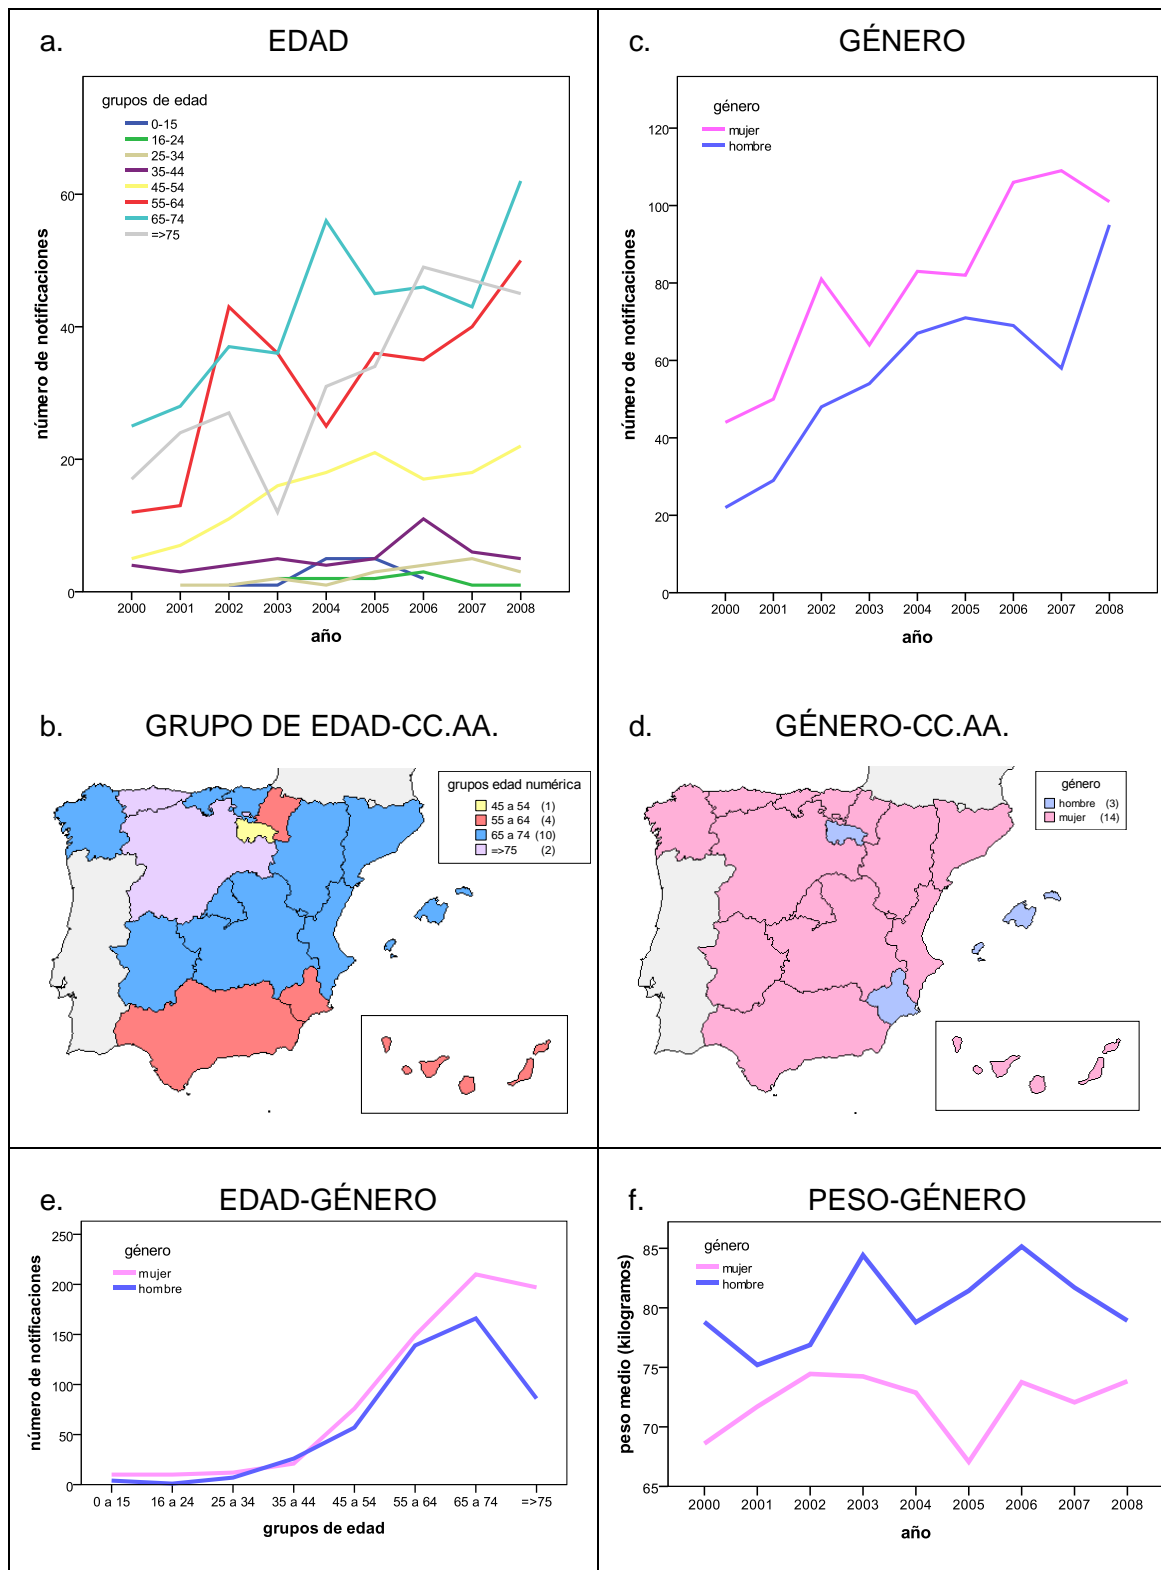 a. EDAD
grupos de edad
0-15
16-24
25-34
35-44
45-54
55-64
65-74
=>75
número de notificaciones
60
40
20
0
2000 2001 2002 2003 2004 2005 2006 2007 2008
año
c. GÉNERO
género
mujer
hombre
número de notificaciones
120
100
80
60
40
20
0
2000 2001 2002 2003 2004 2005 2006 2007 2008
año
b. GRUPO DE EDAD-CC.AA.
grupos edad numérica
45 a 54 (1)
55 a 64 (4)
65 a 74 (10)
=>75 (2)
d. GÉNERO-CC.AA.
género
hombre (3)
mujer (14)
e. EDAD-GÉNERO
género
mujer
hombre
número de notificaciones
250
200
150
100
50
0
0 a 15 16 a 24 25 a 34 35 a 44 45 a 54 55 a 64 65 a 74 =>75
grupos de edad
f. PESO-GÉNERO
género
mujer
hombre
peso medio (kilogramos)
85
80
75
70
65
2000 2001 2002 2003 2004 2005 2006 2007 2008
año